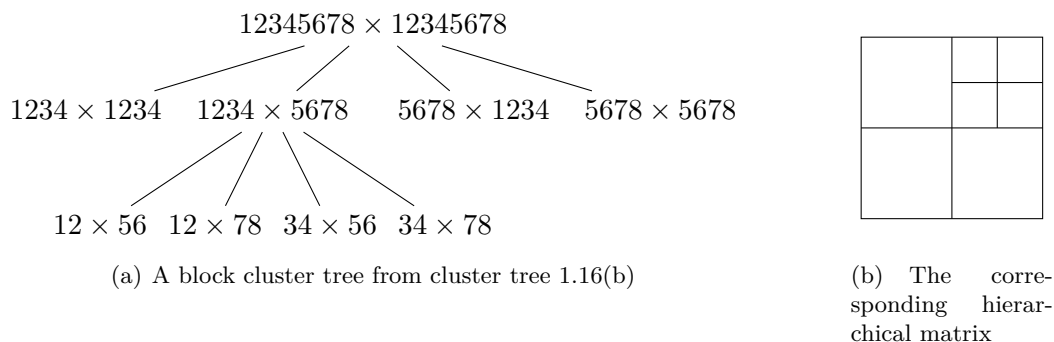 12345678 × 12345678
1234 × 1234 1234 × 5678 5678 × 1234 5678 × 5678
12 × 56 12 × 78 34 × 56 34 × 78
(a) A block cluster tree from cluster tree 1.16(b)
(b) The corre-
sponding hierar-
chical matrix